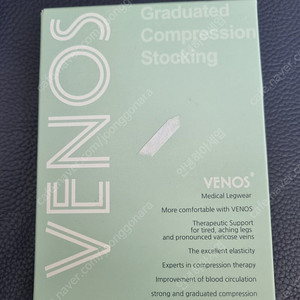 Graduated
Compression
Stocking
VENOS
VENOS®
Medical Legwear
More comfortable with VENOS
Therapeutic Support
for tired, aching legs
and pronounced varicose veins
The excellent elasticity
Experts in compression therapy
Improvement of blood circulation
strong and graduated compression